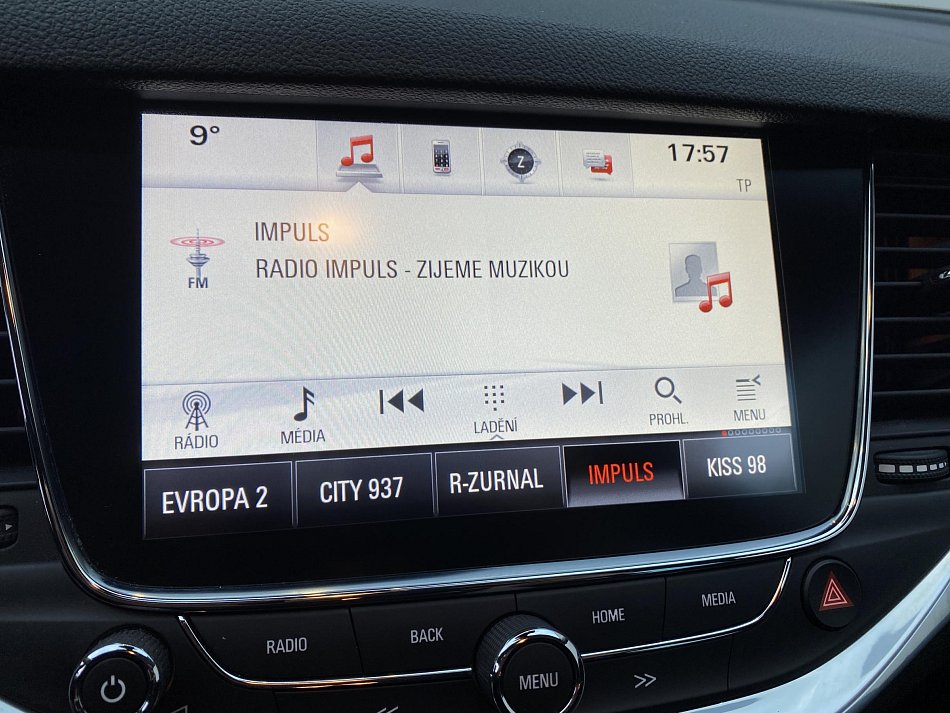 9°
17:57
Z
TP
IMPULS
RADIO IMPULS - ZIJEME MUZIKOU
FM
RÁDIO
MÉDIA
LADĚNÍ
PROHL.
MENU
EVROPA 2
CITY 937
R-ZURNAL
IMPULS
KISS 98
RADIO
BACK
HOME
MEDIA
MENU